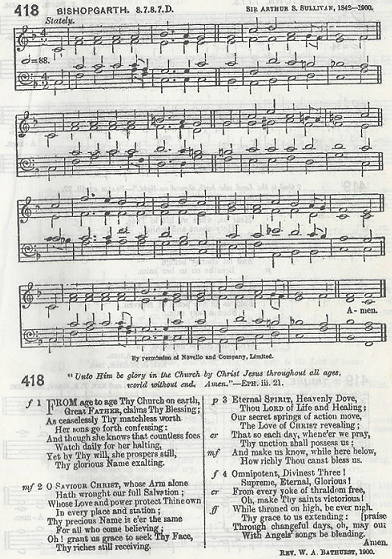 418 BISHOPGARTH. 8.7.8.7.D. SIR ARTHUR S. SULLIVAN, 1842—1900.
Stately.
♩=88.
A - men.
By permission of Novello and Company, Limited.
418
"Unto Him be glory in the Church by Christ Jesus throughout all ages,
world without end. Amen."—EPH. iii. 21.
f 1 FROM age to age Thy Church on earth,
Great FATHER, claims Thy Blessing;
As ceaselessly Thy matchless worth
Her sons go forth confessing:
And though she knows that countless foes
Watch daily for her halting,
Yet by Thy will, she prospers still,
Thy glorious Name exalting.
mf 2 O SAVIOUR CHRIST, whose Arm alone
Hath wrought our full Salvation;
Whose Love and power protect Thine own
In every place and station;
Thy precious Name is e'er the same
For all who come believing;
Oh! grant us grace to seek Thy Face,
Thy riches still receiving.
p 3 Eternal SPIRIT, Heavenly Dove,
Thou LORD of Life and Healing;
Our secret springs of action move,
The Love of CHRIST revealing;
cr That so each day, where'er we pray,
Thy unction shall possess us;
mf And make us know, while here below,
How richly Thou canst bless us.
f 4 Omnipotent, Divinest Three!
Supreme, Eternal, Glorious!
cr From every yoke of thraldom free,
Oh, make Thy saints victorious!
ff While throned on high, be ever nigh.
Thy grace to us extending: [praise
Through changeful days, oh, may our
With Angels' songs be blending.
Amen.
REV. W. A. BATHURST, 1900.